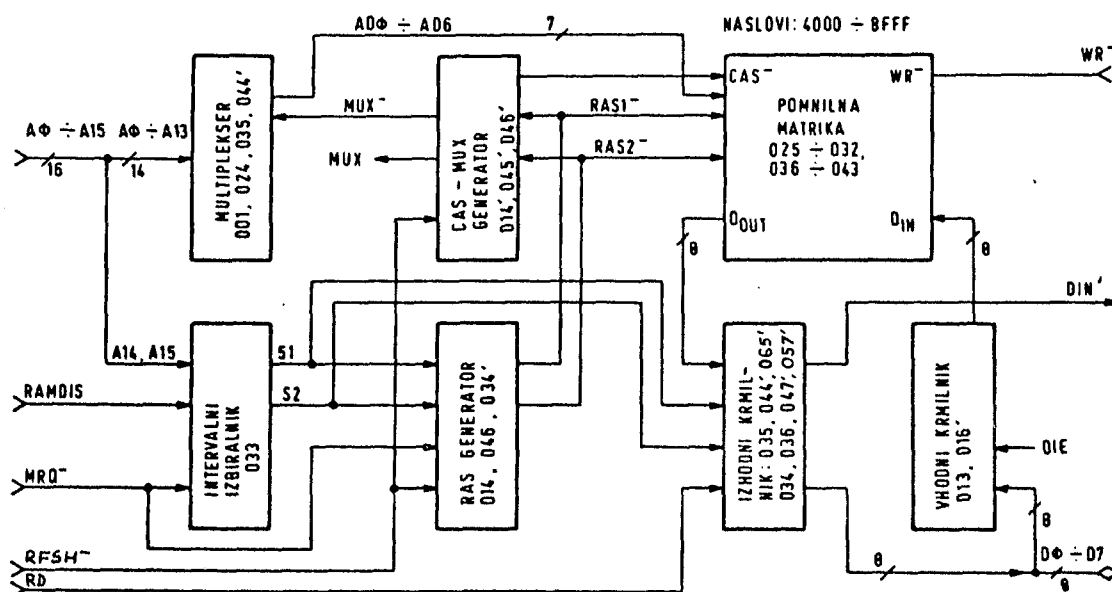 ADΦ ÷ AD6
7
NASLOVI: 4000 ÷ BFFF
WR⁻
AΦ ÷ A15
16
AΦ ÷ A13
14
MULTIPLEKSER
001, 024, 035, 044'
MUX⁻
MUX
CAS - MUX
GENERATOR
014', 045', 046'
RAS1⁻
RAS2⁻
CAS⁻
WR⁻
POMNILNA
MATRIKA
025 ÷ 032,
036 ÷ 043
DOUT
DIN
8
8
DIN'
A14, A15
RAMDIS
MRQ⁻
RFSH⁻
RD
INTERVALNI
IZBIRALNIK
033
S1
S2
RAS GENERATOR
014, 046, 034'
IZHODNI KRMIL-
NIK: 035, 044', 065'
034, 036, 047', 057'
VHODNI KRMILNIK
013, 016'
DIE
8
8
DΦ ÷ D7
8